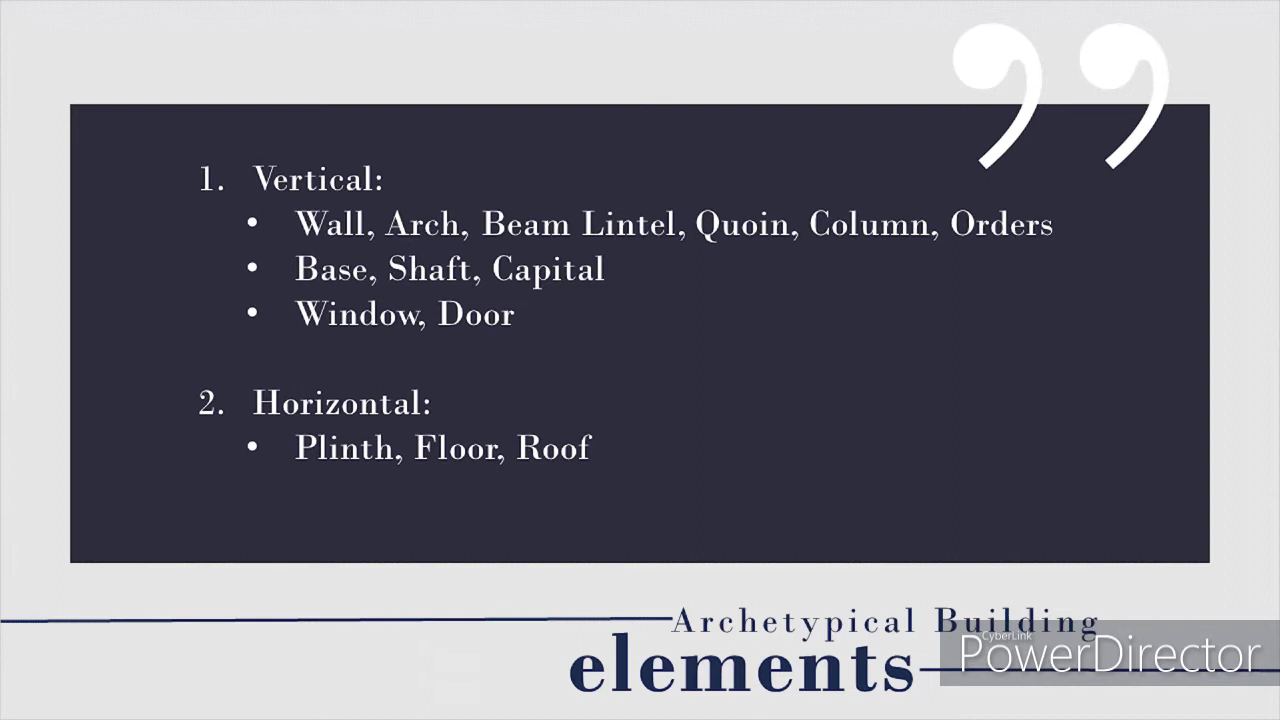 1. Vertical:
• Wall, Arch, Beam Lintel, Quoin, Column, Orders
• Base, Shaft, Capital
• Window, Door
2. Horizontal:
• Plinth, Floor, Roof
Archetypical Building
elements
CyberLink
PowerDirector